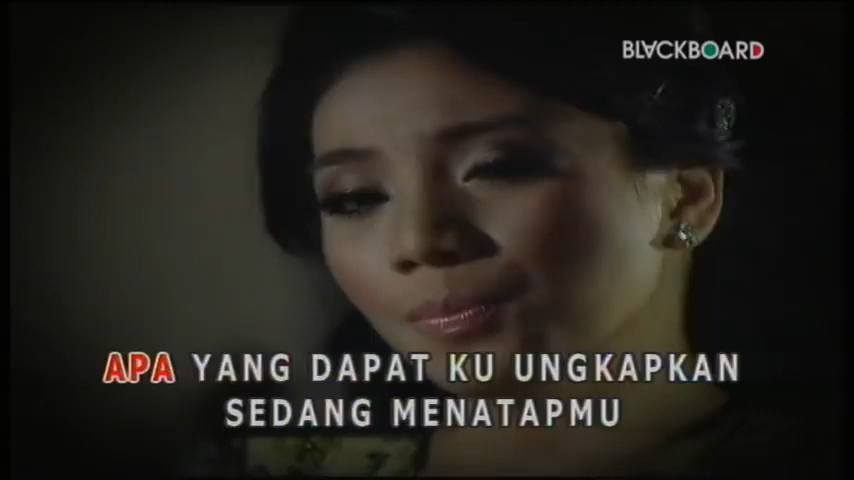 BLACKBOARD
APA YANG DAPAT KU UNGKAPKAN
SEDANG MENATAPMU